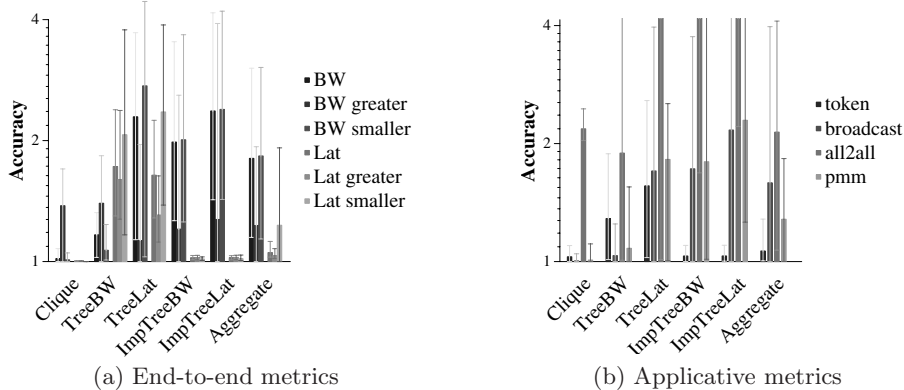 4
2
1
Accuracy
BW
BW greater
BW smaller
Lat
Lat greater
Lat smaller
Clique
TreeBW
TreeLat
ImpTreeBW
ImpTreeLat
Aggregate
(a) End-to-end metrics
4
2
1
Accuracy
token
broadcast
all2all
pmm
Clique
TreeBW
TreeLat
ImpTreeBW
ImpTreeLat
Aggregate
(b) Applicative metrics